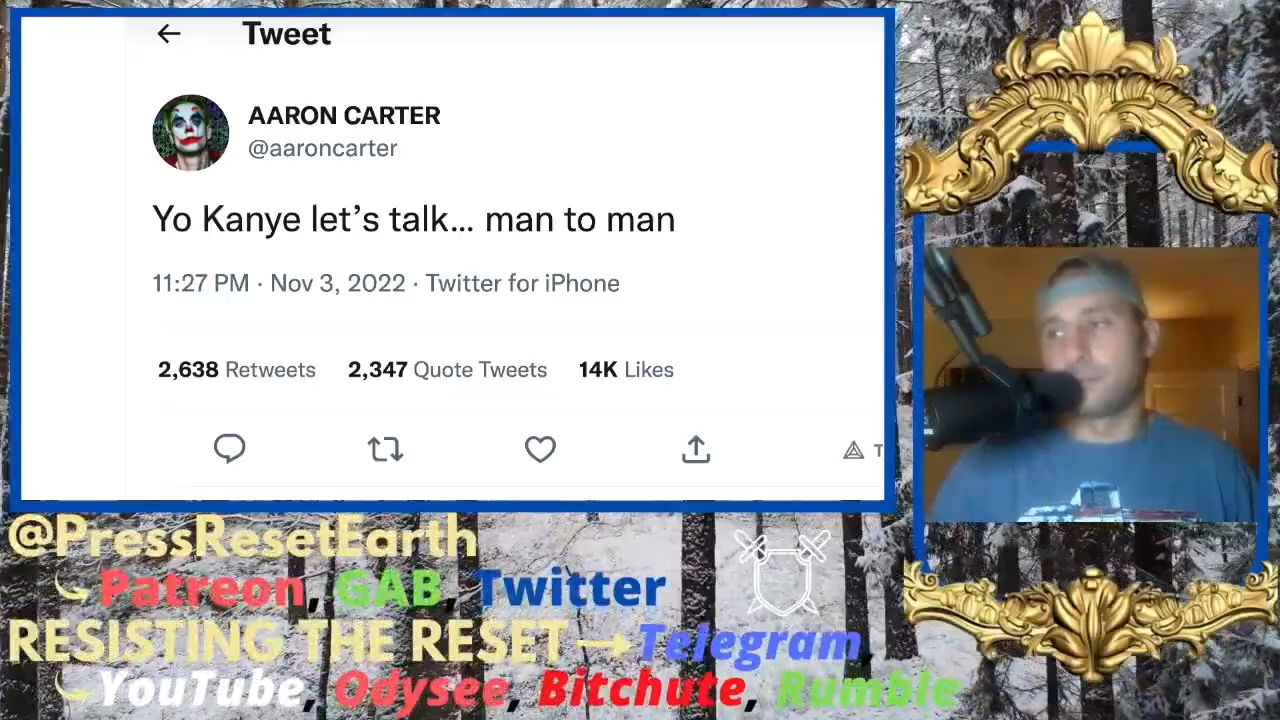 Tweet
AARON CARTER
@aaroncarter
Yo Kanye let’s talk... man to man
11:27 PM · Nov 3, 2022 · Twitter for iPhone
2,638 Retweets 2,347 Quote Tweets 14K Likes
T
@PressResetEarth
Patreon, GAB, Twitter
RESISTING THE RESET → Telegram,
YouTube, Odysee, Bitchute, Rumble